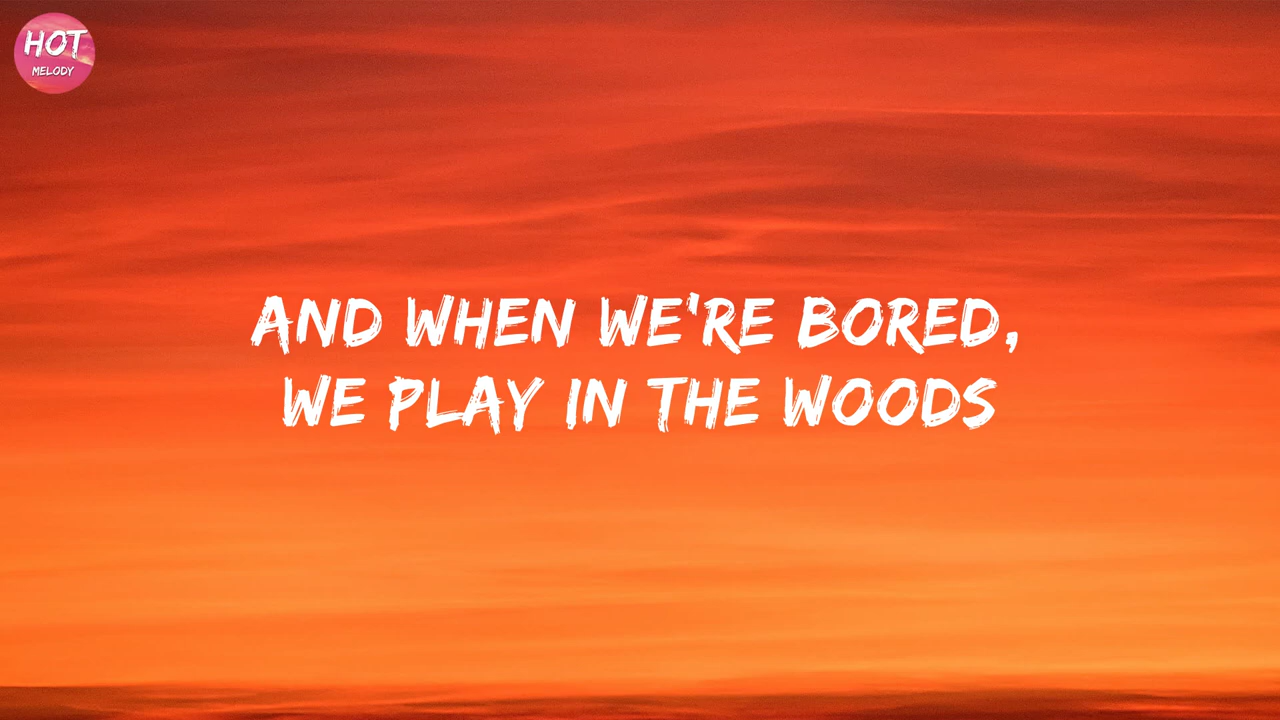 HOT
MELODY
AND WHEN WE'RE BORED,
WE PLAY IN THE WOODS